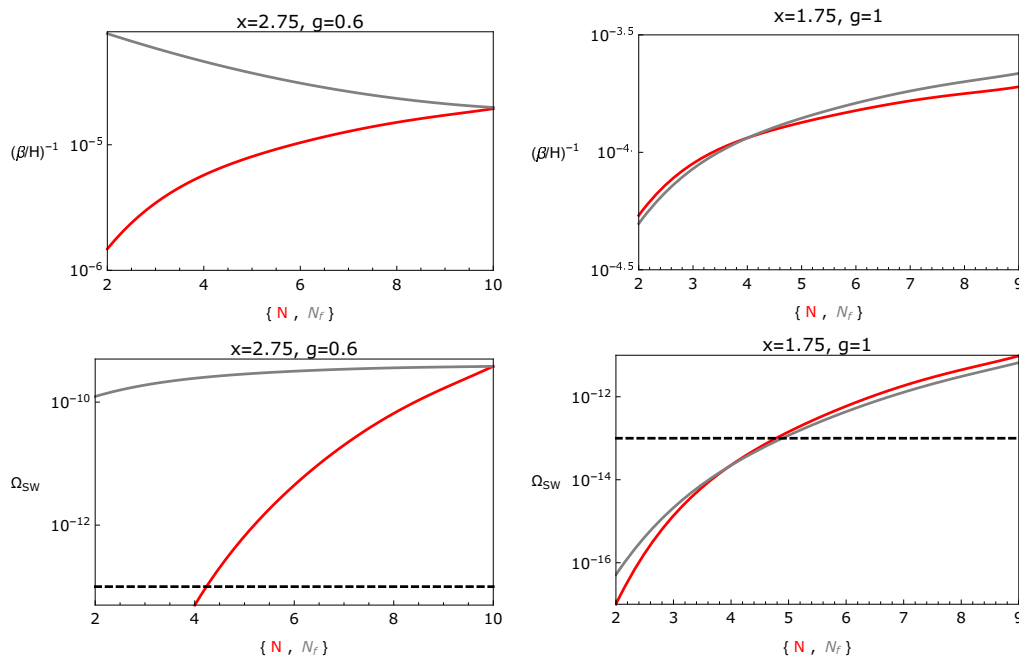 x=2.75, g=0.6
(β/H)⁻¹
10⁻⁵
10⁻⁶
2 4 6 8 10
{ N , N_f }
x=1.75, g=1
(β/H)⁻¹
10⁻³·⁵
10⁻⁴·
10⁻⁴·⁵
2 3 4 5 6 7 8 9
{ N , N_f }
x=2.75, g=0.6
Ω_SW
10⁻¹⁰
10⁻¹²
2 4 6 8 10
{ N , N_f }
x=1.75, g=1
Ω_SW
10⁻¹²
10⁻¹⁴
10⁻¹⁶
2 3 4 5 6 7 8 9
{ N , N_f }